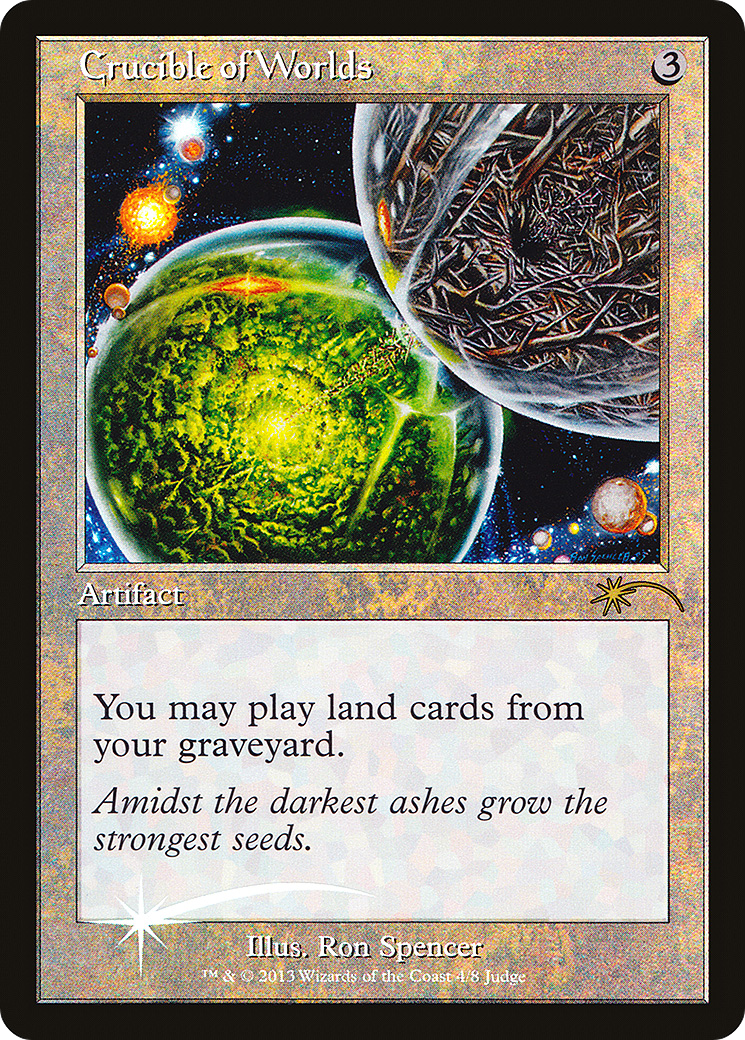 Crucible of Worlds 3
Artifact
You may play land cards from
your graveyard.
Amidst the darkest ashes grow the
strongest seeds.
Illus. Ron Spencer
™ & © 2013 Wizards of the Coast 4/8 Judge